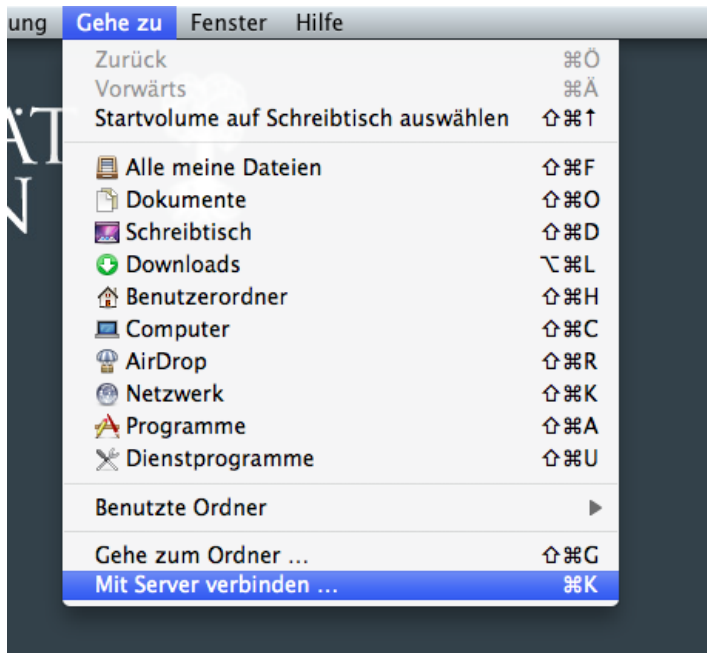 ung Gehe zu Fenster Hilfe
Zurück ⌘Ö
Vorwärts ⌘Ä
Startvolume auf Schreibtisch auswählen ⇧⌘↑
Alle meine Dateien ⇧⌘F
Dokumente ⇧⌘O
Schreibtisch ⇧⌘D
Downloads ⌥⌘L
Benutzerordner ⇧⌘H
Computer ⇧⌘C
AirDrop ⇧⌘R
Netzwerk ⇧⌘K
Programme ⇧⌘A
Dienstprogramme ⇧⌘U
Benutzte Ordner ▶
Gehe zum Ordner ... ⇧⌘G
Mit Server verbinden ... ⌘K
ÄT
N